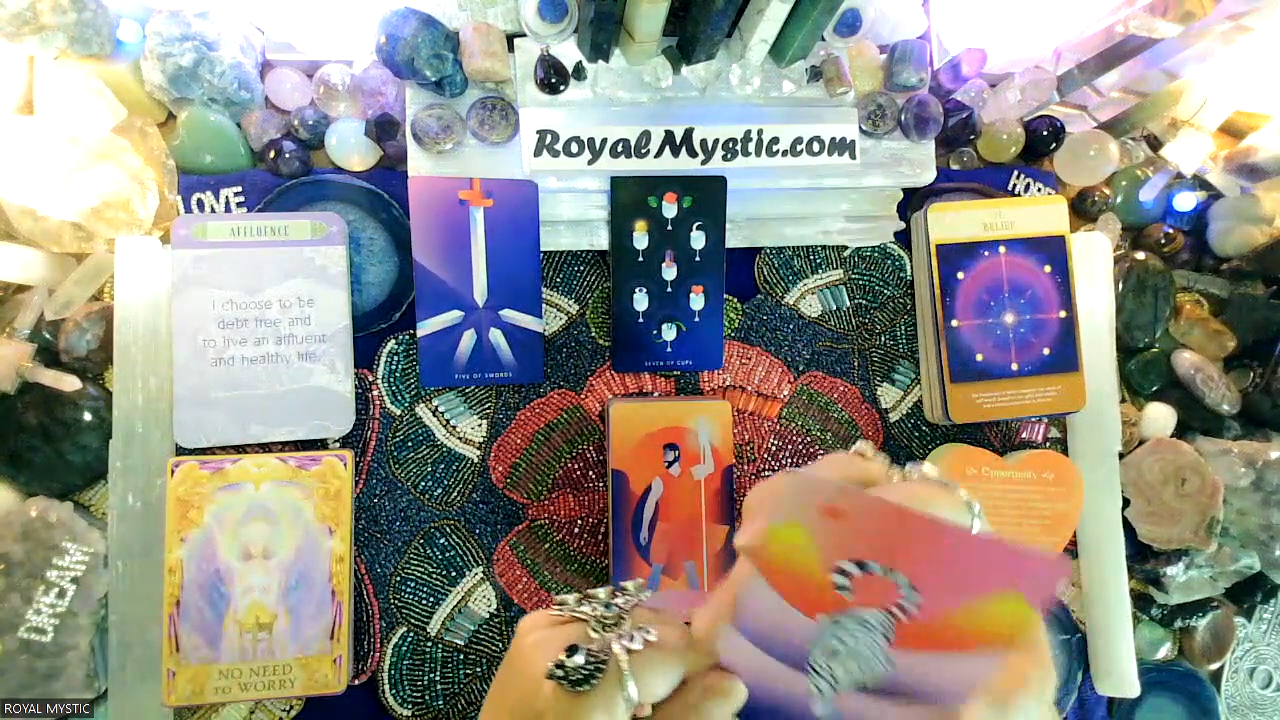 RoyalMystic.com
LOVE
HOPE
AFFLUENCE
I choose to be
debt free and
to live an affluent
and healthy life.
BELIEF
FIVE OF SWORDS
SEVEN OF CUPS
Opportunity
DREAM
NO NEED
TO WORRY
ROYAL MYSTIC